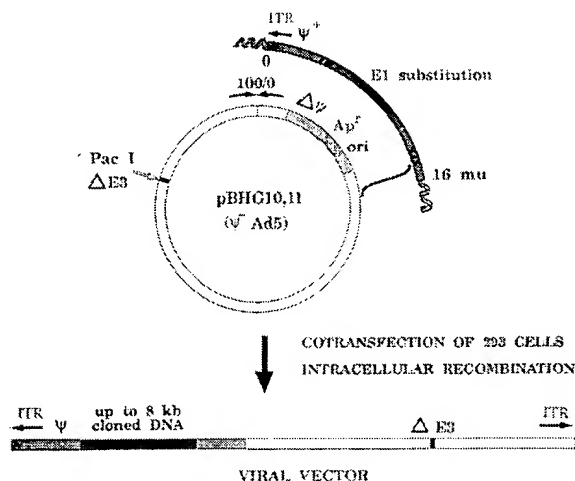 ITR
Ψ+
0
E1 substitution
100/0
Δψ
Apr
ori
Pac I
ΔE3
pBHG10,11
(ψ- Ad5)
16 mu
COTRANSFECTION OF 293 CELLS
INTRACELLULAR RECOMBINATION
ITR
Ψ
up to 8 kb
cloned DNA
Δ E3
ITR
VIRAL VECTOR